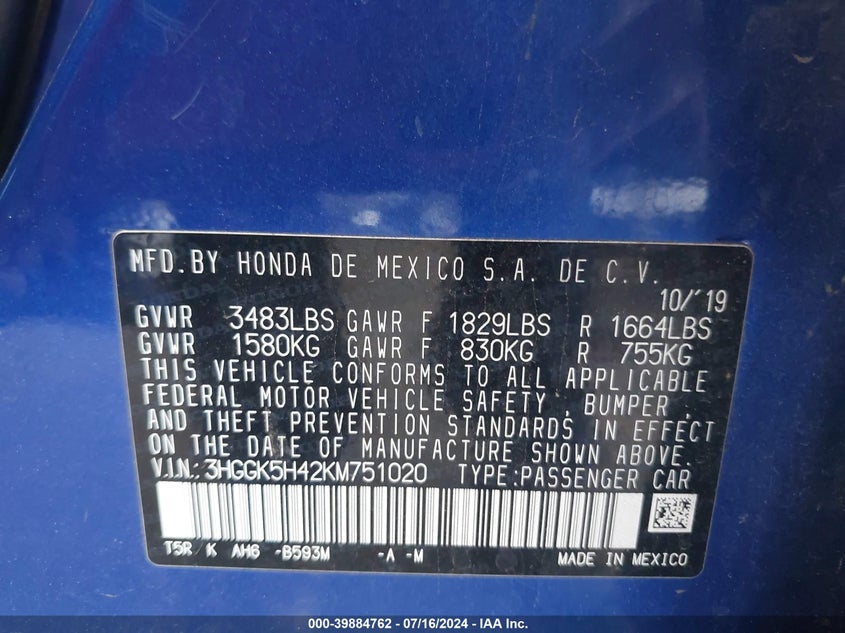 MFD. BY HONDA DE MEXICO S.A. DE C.V.
10/'19
GVWR 3483LBS GAWR F 1829LBS R 1664LBS
GVWR 1580KG GAWR F 830KG R 755KG
THIS VEHICLE CONFORMS TO ALL APPLICABLE
FEDERAL MOTOR VEHICLE SAFETY, BUMPER,
AND THEFT PREVENTION STANDARDS IN EFFECT
ON THE DATE OF MANUFACTURE SHOWN ABOVE.
V.I.N.: 3HGGK5H42KM751020 TYPE:PASSENGER CAR
T5R K AH6 -B593M -A -M
MADE IN MEXICO
000-39884762 - 07/16/2024 - IAA Inc.